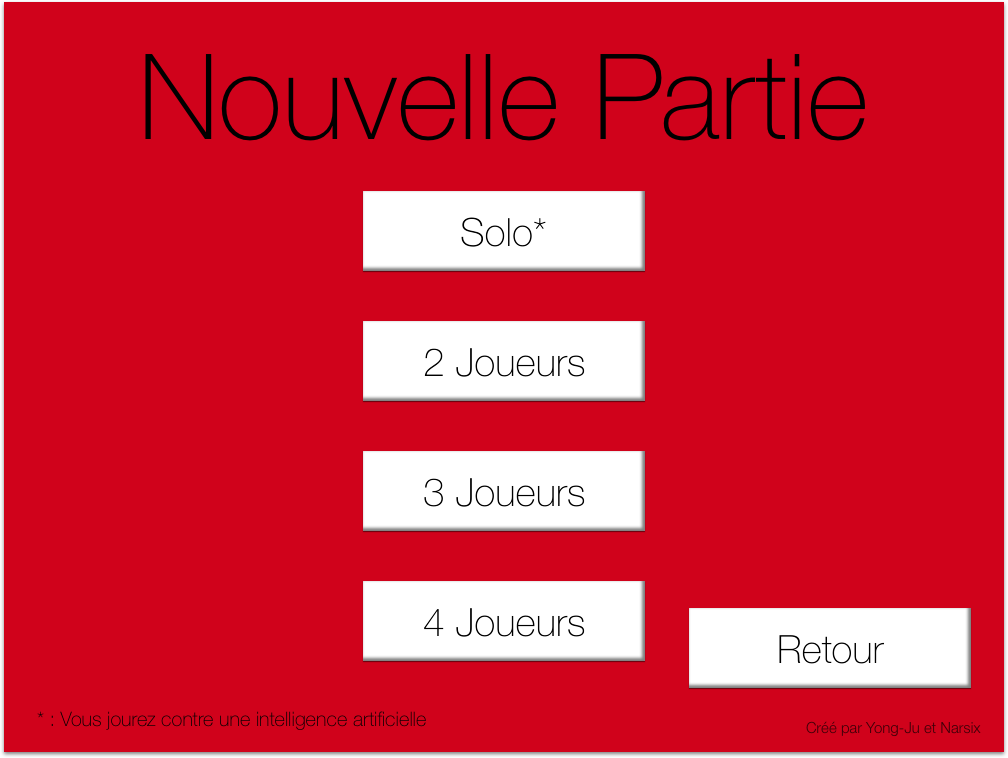 Nouvelle Partie
Solo*
2 Joueurs
3 Joueurs
4 Joueurs
Retour
* : Vous jourez contre une intelligence artificielle
Créé par Yong-Ju et Narsix